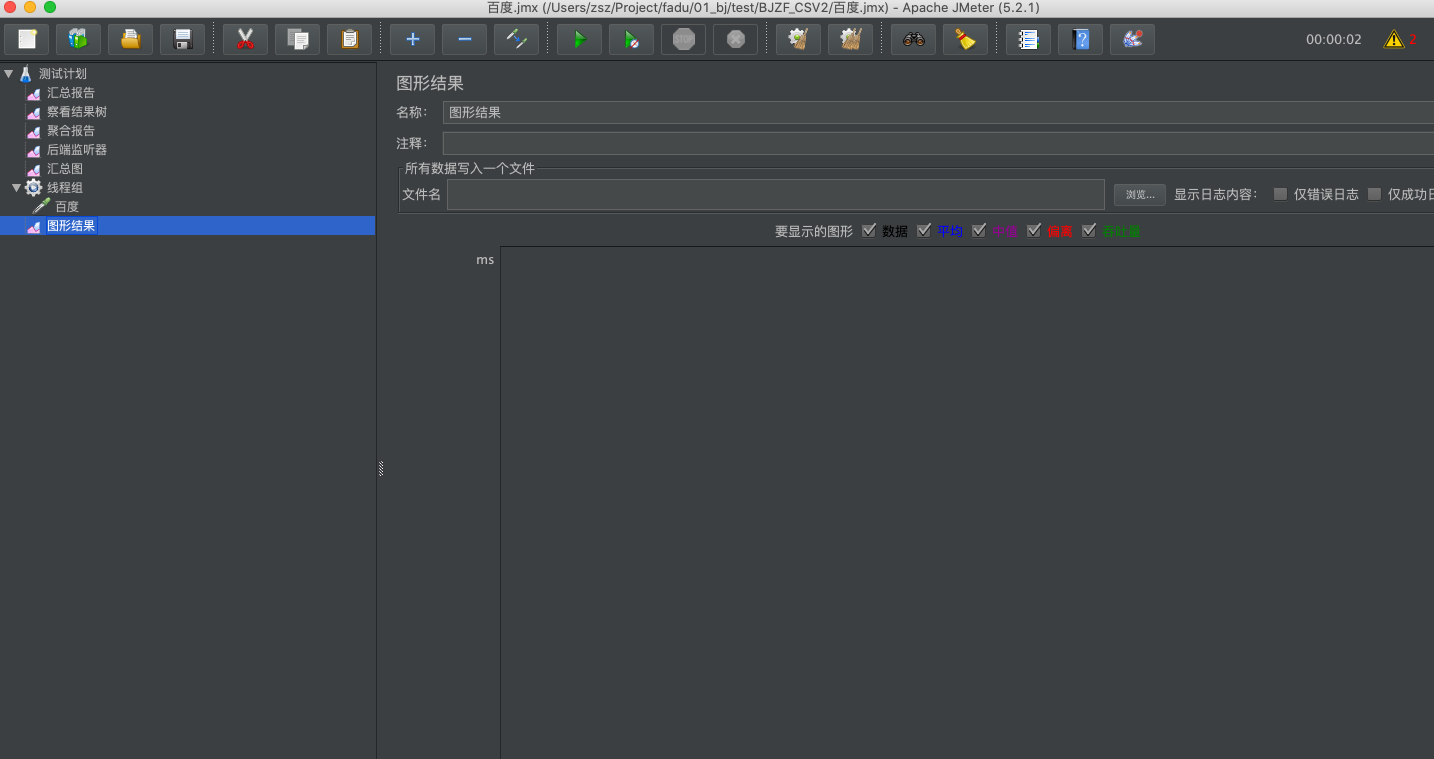 百度.jmx (/Users/zsz/Project/fadu/01_bj/test/BJZF_CSV2/百度.jmx) - Apache JMeter (5.2.1)
STOP
00:00:02
2
测试计划
汇总报告
察看结果树
聚合报告
后端监听器
汇总图
线程组
百度
图形结果
图形结果
名称：
图形结果
注释：
所有数据写入一个文件
文件名
浏览...
显示日志内容：
仅错误日志
仅成功日
要显示的图形
数据
平均
中值
偏离
吞吐量
ms